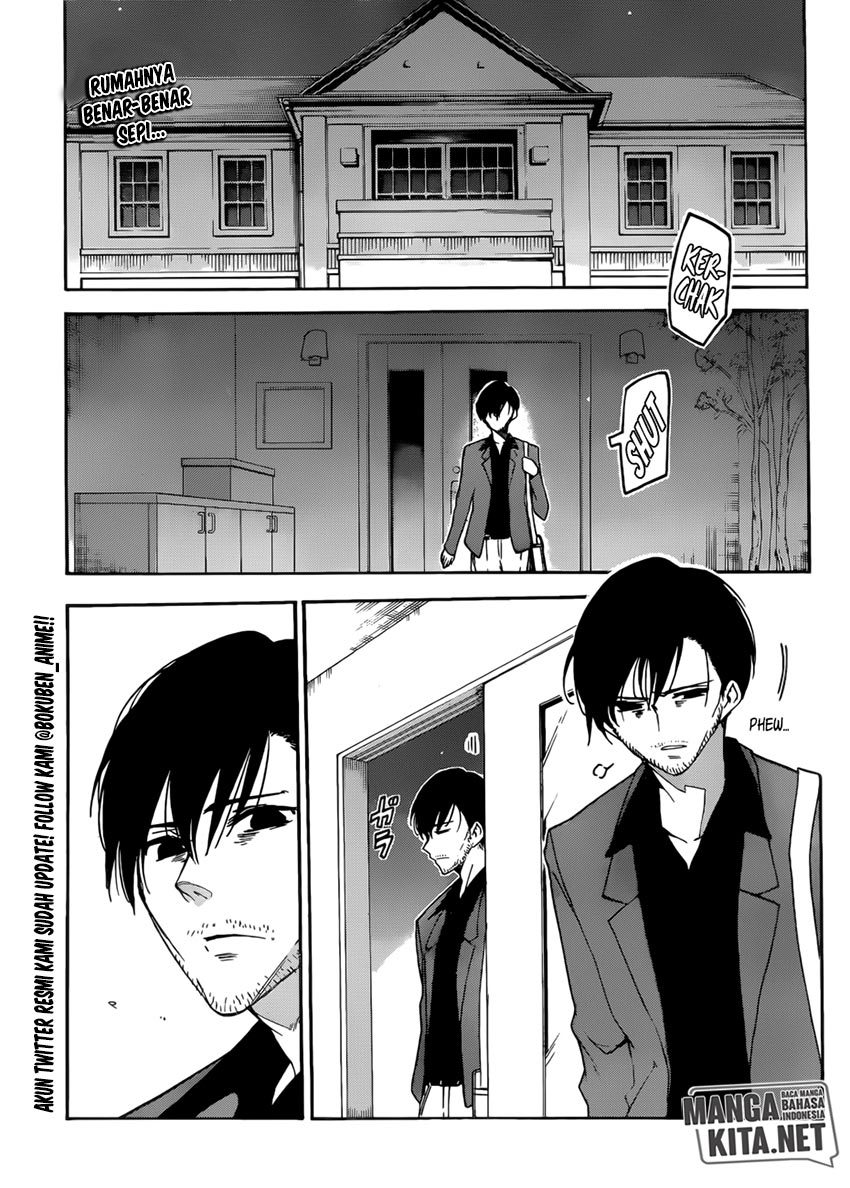 RUMAHNYA
BENAR-BENAR
SEPI...
KER-
CHAK
SHUT
PHEW...
AKUN TWITTER RESMI KAMI SUDAH UPDATE! FOLLOW KAMI @BOKUBEN_ANIME!!
MANGA
BACA MANGA
BAHASA
INDONESIA
KITA.NET